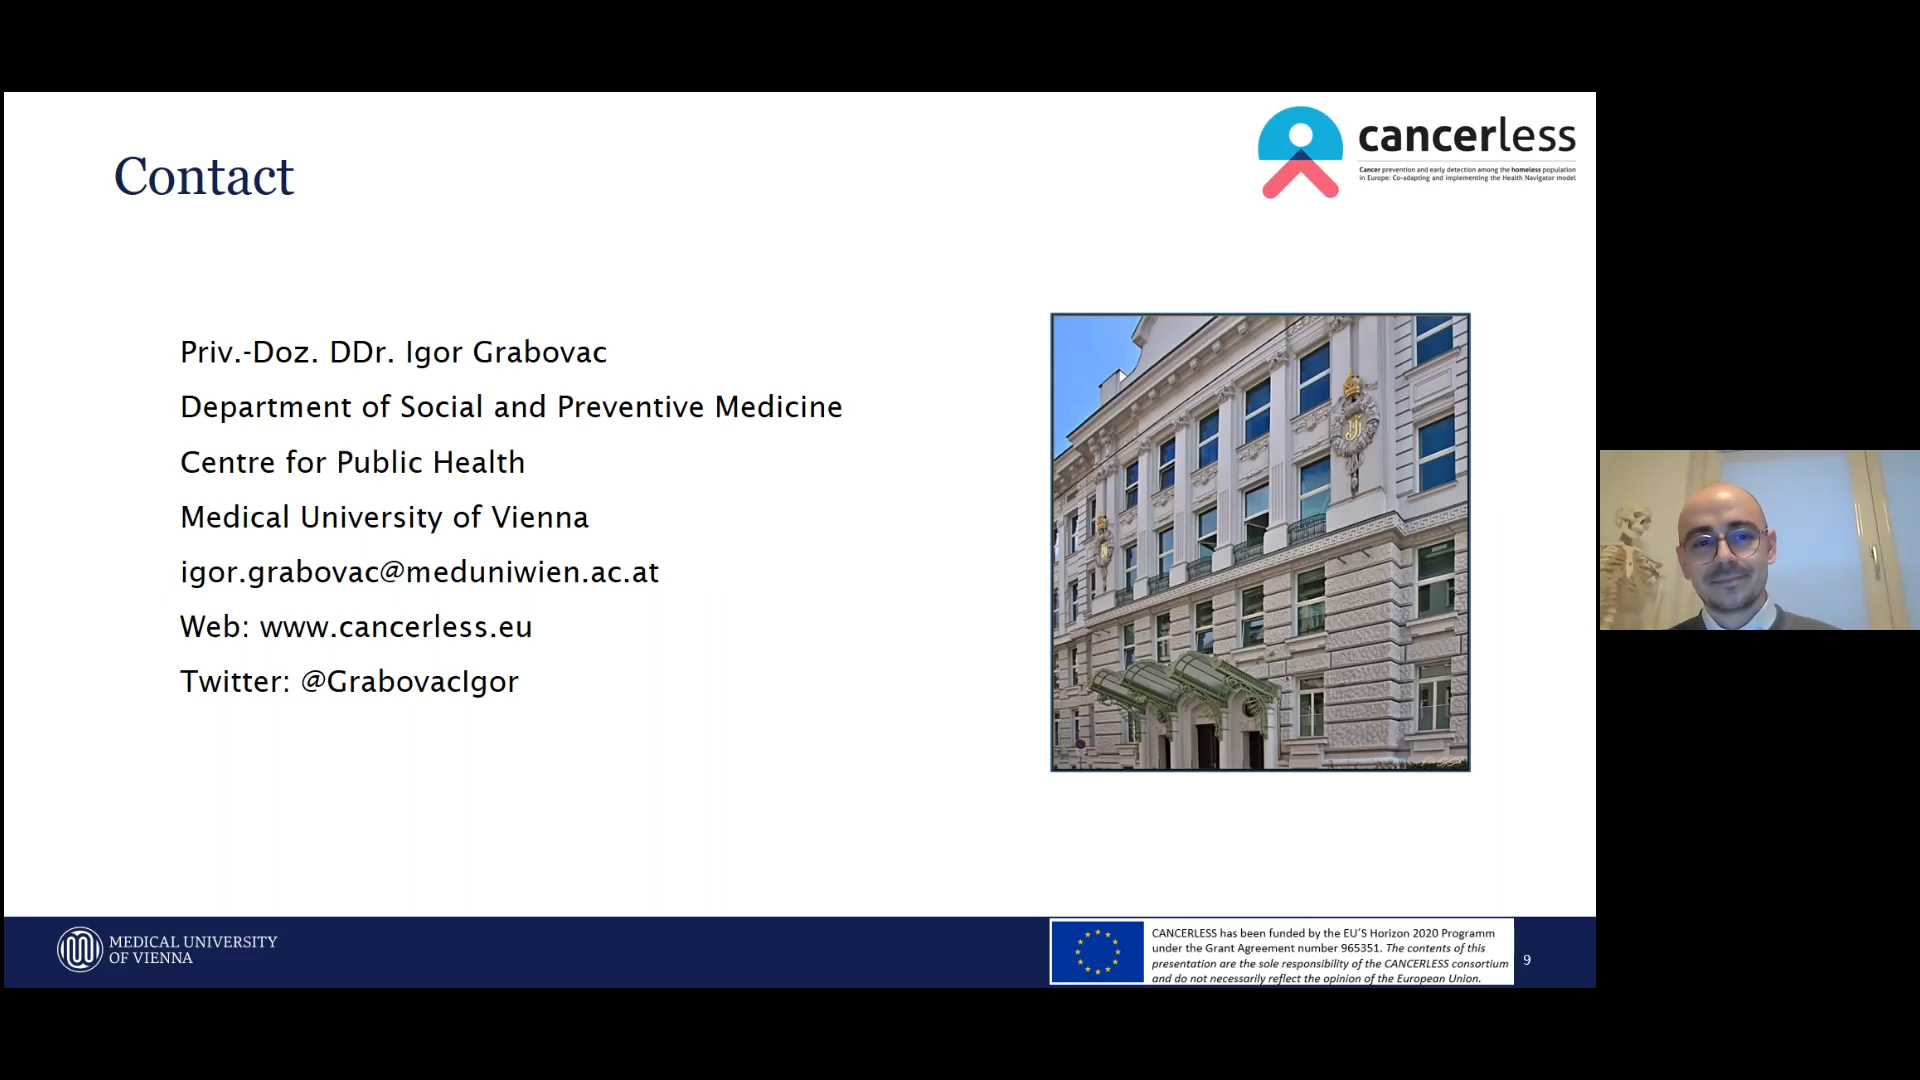 Contact
cancerless
Cancer prevention and early detection among the homeless population
in Europe: Co-adapting and implementing the Health Navigator model
Priv.-Doz. DDr. Igor Grabovac
Department of Social and Preventive Medicine
Centre for Public Health
Medical University of Vienna
igor.grabovac@meduniwien.ac.at
Web: www.cancerless.eu
Twitter: @GrabovacIgor
MEDICAL UNIVERSITY
OF VIENNA
CANCERLESS has been funded by the EU'S Horizon 2020 Programm
under the Grant Agreement number 965351. The contents of this
presentation are the sole responsibility of the CANCERLESS consortium
and do not necessarily reflect the opinion of the European Union.
9